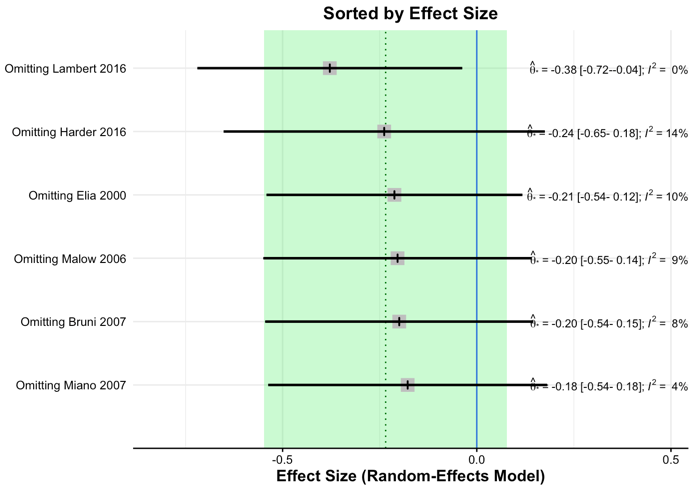 Sorted by Effect Size
Omitting Lambert 2016 θ̂* = -0.38 [-0.72--0.04]; I² = 0%
Omitting Harder 2016 θ̂* = -0.24 [-0.65- 0.18]; I² = 14%
Omitting Elia 2000 θ̂* = -0.21 [-0.54- 0.12]; I² = 10%
Omitting Malow 2006 θ̂* = -0.20 [-0.55- 0.14]; I² = 9%
Omitting Bruni 2007 θ̂* = -0.20 [-0.54- 0.15]; I² = 8%
Omitting Miano 2007 θ̂* = -0.18 [-0.54- 0.18]; I² = 4%
-0.5 0.0 0.5
Effect Size (Random-Effects Model)